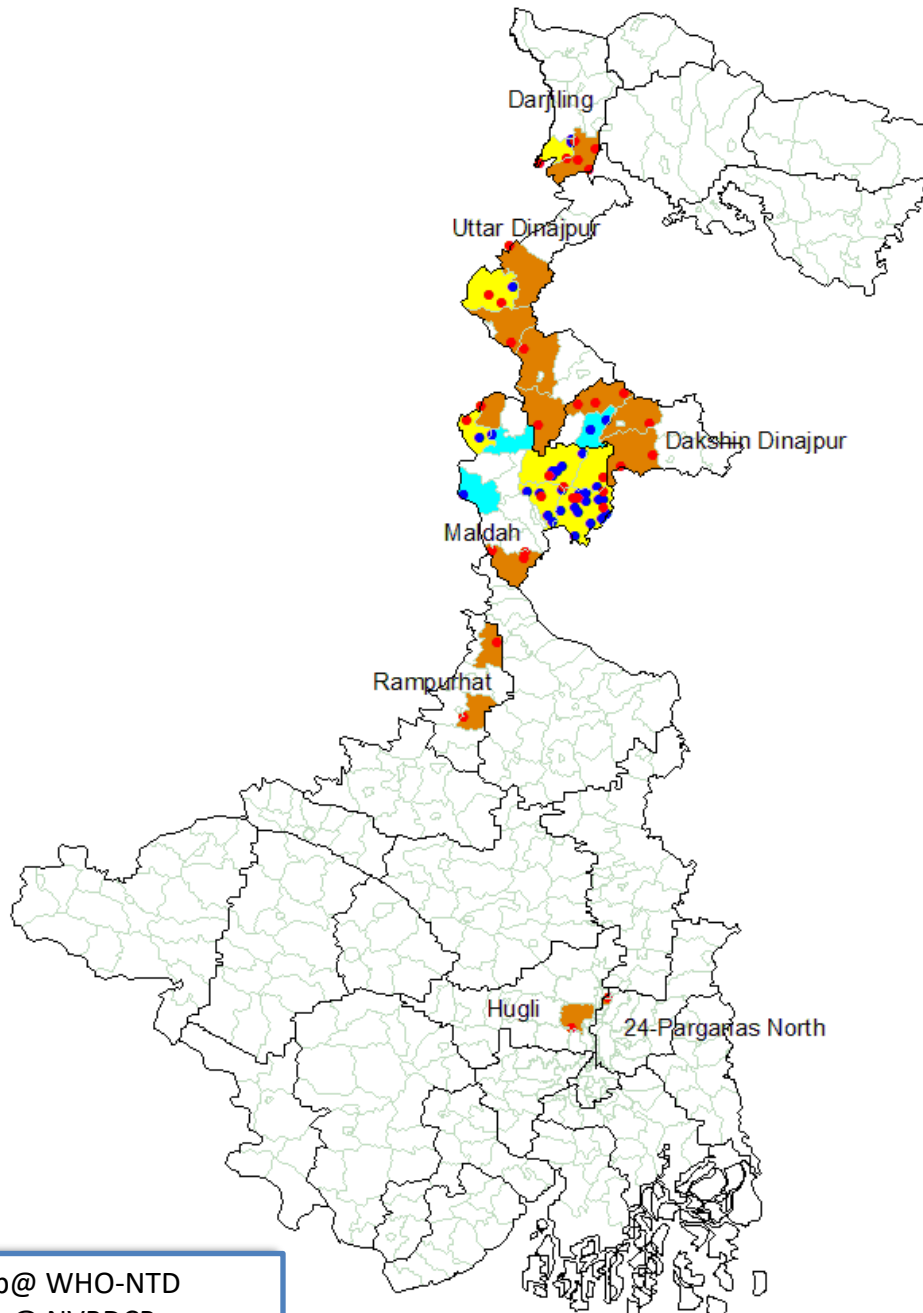 Darjiling
Uttar Dinajpur
Dakshin Dinajpur
Maldah
Rampurhat
Hugli
24-Parganas North
WHO-NTD